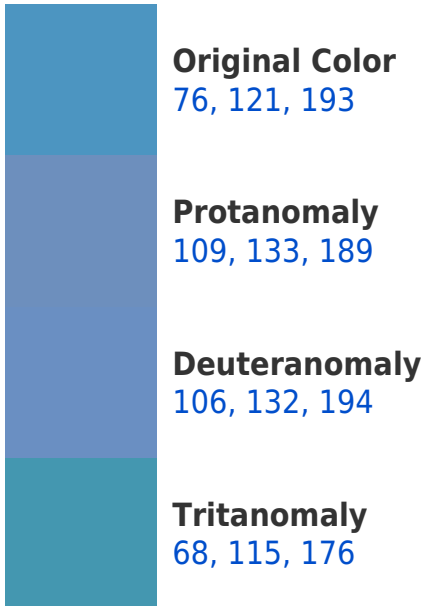 Original Color
76, 121, 193
Protanomaly
109, 133, 189
Deuteranomaly
106, 132, 194
Tritanomaly
68, 115, 176